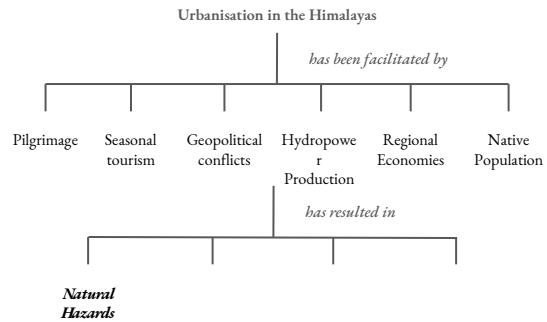 Urbanisation in the Himalayas
has been facilitated by
Pilgrimage Seasonal Geopolitical Hydropowe Regional Native
tourism conflicts r Economies Population
Production
has resulted in
Natural
Hazards